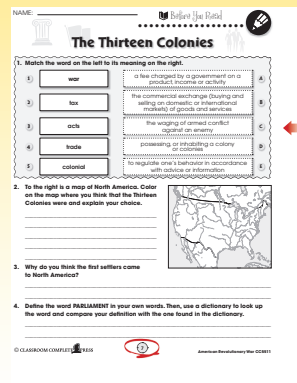 NAME:
Before You Read
The Thirteen Colonies
1. Match the word on the left to its meaning on the right.
1 war a fee charged by a government on a product, income or activity A
2 tax the commercial exchange (buying and selling on domestic or international markets) of goods and services B
3 acts the waging of armed conflict against an enemy C
4 trade possessing, or inhabiting a colony or colonies D
5 colonial to regulate one's behavior in accordance with advice or information E
2. To the right is a map of North America. Color
on the map where you think that the Thirteen
Colonies were and explain your choice.
3. Why do you think the first settlers came
to North America?
4. Define the word PARLIAMENT in your own words. Then, use a dictionary to look up
the word and compare your definition with the one found in the dictionary.
© CLASSROOM COMPLETE PRESS 7 American Revolutionary War CC5511